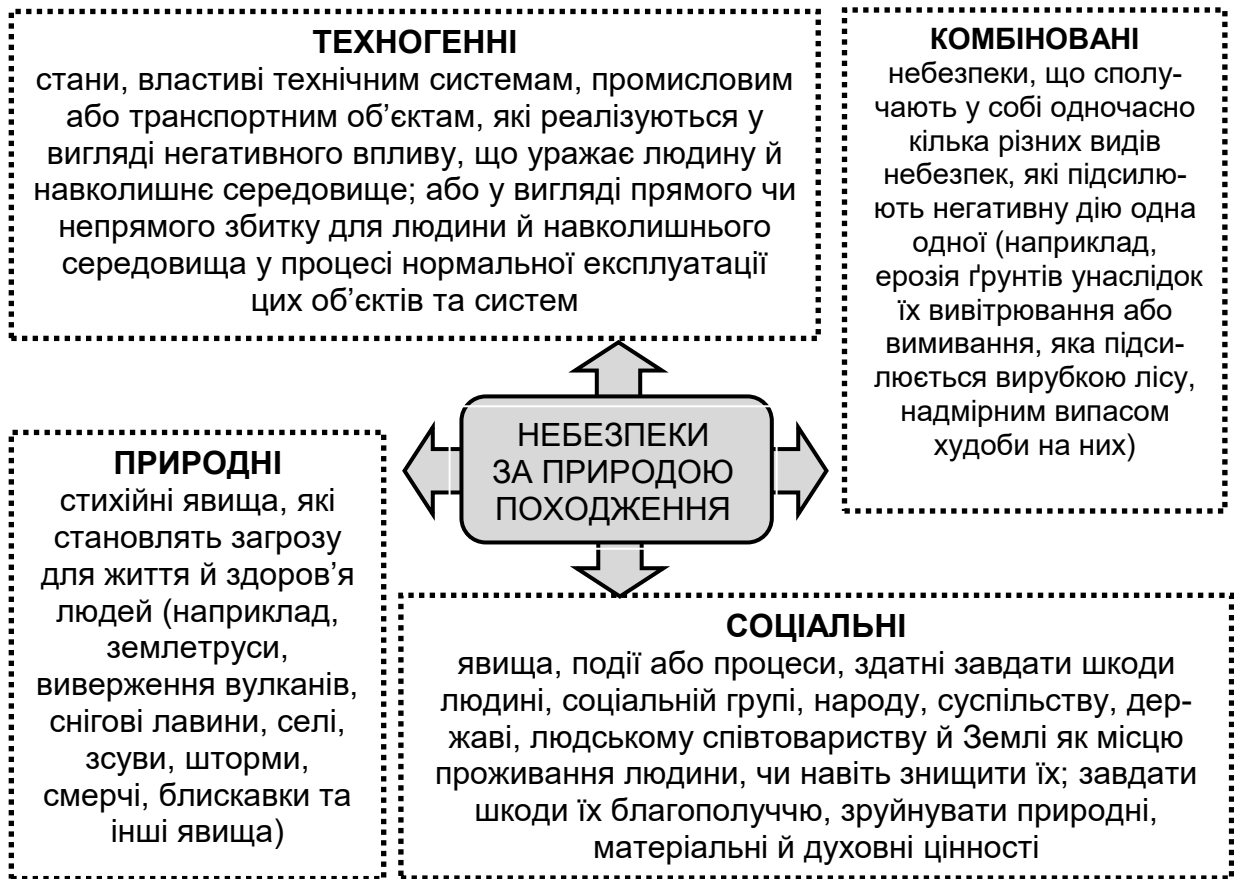 ТЕХНОГЕННІ
стани, властиві технічним системам, промисловим
або транспортним об’єктам, які реалізуються у
вигляді негативного впливу, що уражає людину й
навколишнє середовище; або у вигляді прямого чи
непрямого збитку для людини й навколишнього
середовища у процесі нормальної експлуатації
цих об’єктів та систем
КОМБІНОВАНІ
небезпеки, що сполу-
чають у собі одночасно
кілька різних видів
небезпек, які підсилю-
ють негативну дію одна
одної (наприклад,
ерозія ґрунтів унаслідок
їх вивітрювання або
вимивання, яка підси-
люється вирубкою лісу,
надмірним випасом
худоби на них)
НЕБЕЗПЕКИ
ЗА ПРИРОДОЮ
ПОХОДЖЕННЯ
ПРИРОДНІ
стихійні явища, які
становлять загрозу
для життя й здоров’я
людей (наприклад,
землетруси,
виверження вулканів,
снігові лавини, селі,
зсуви, шторми,
смерчі, блискавки та
інші явища)
СОЦІАЛЬНІ
явища, події або процеси, здатні завдати шкоди
людині, соціальній групі, народу, суспільству, дер-
жаві, людському співтовариству й Землі як місцю
проживання людини, чи навіть знищити їх; завдати
шкоди їх благополуччю, зруйнувати природні,
матеріальні й духовні цінності